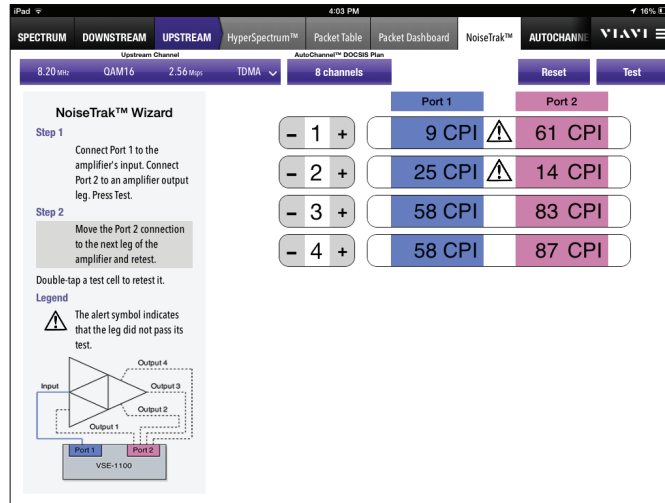 iPad 4:03 PM 16%
SPECTRUM DOWNSTREAM UPSTREAM HyperSpectrum™ Packet Table Packet Dashboard NoiseTrak™ AUTOCHANNE VIAVI
Upstream Channel AutoChannel™ DOCSIS Plan
8.20 MHz QAM16 2.56 Msps TDMA 8 channels Reset Test
Port 1 Port 2
- 1 + 9 CPI 61 CPI
- 2 + 25 CPI 14 CPI
- 3 + 58 CPI 83 CPI
- 4 + 58 CPI 87 CPI
NoiseTrak™ Wizard
Step 1
Connect Port 1 to the
amplifier's input. Connect
Port 2 to an amplifier output
leg. Press Test.
Step 2
Move the Port 2 connection
to the next leg of the
amplifier and retest.
Double-tap a test cell to retest it.
Legend
The alert symbol indicates
that the leg did not pass its
test.
Output 4
Input Output 3
Output 2
Output 1
Port 1 Port 2
VSE-1100